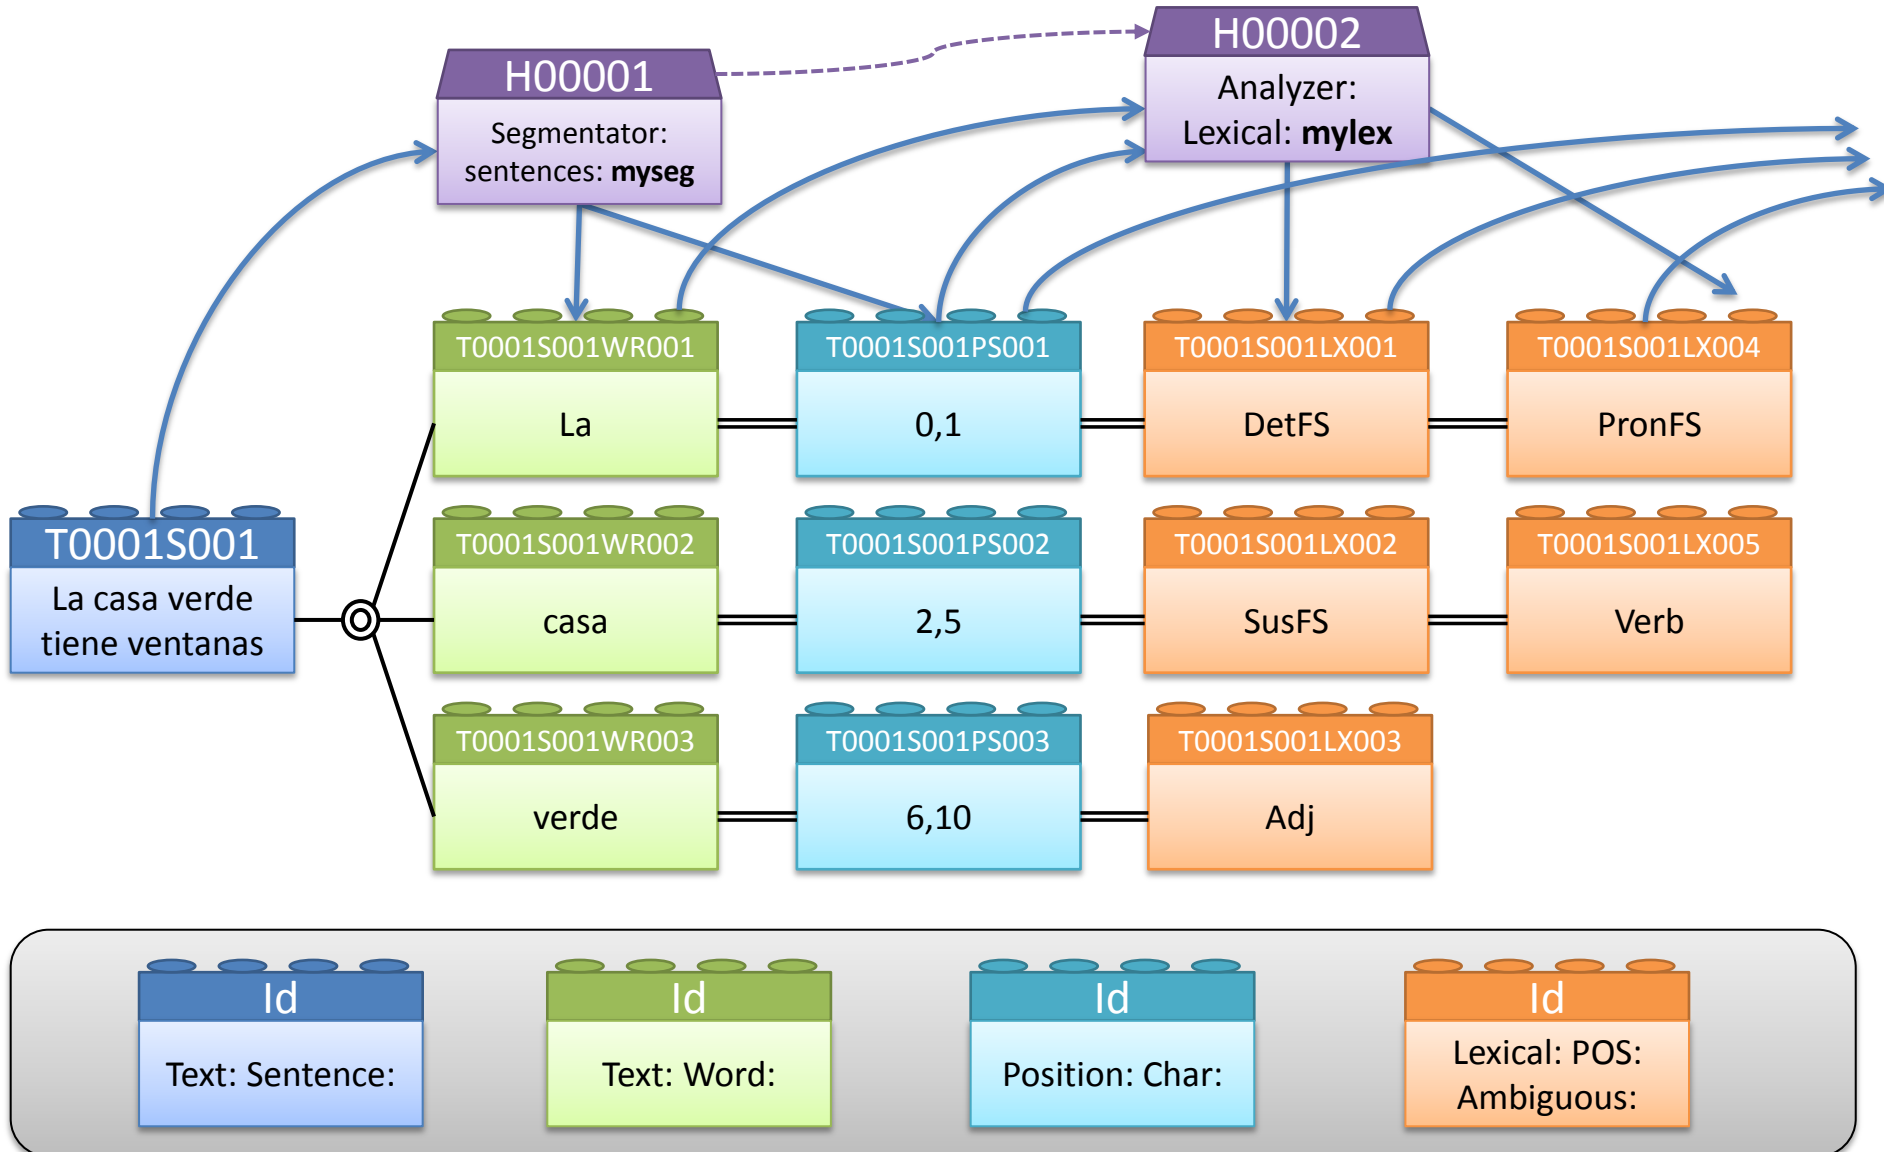 H00001
Segmentator:
sentences: myseg
H00002
Analyzer:
Lexical: mylex
T0001S001
La casa verde
tiene ventanas
T0001S001WR001
La
T0001S001PS001
0,1
T0001S001LX001
DetFS
T0001S001LX004
PronFS
T0001S001WR002
casa
T0001S001PS002
2,5
T0001S001LX002
SusFS
T0001S001LX005
Verb
T0001S001WR003
verde
T0001S001PS003
6,10
T0001S001LX003
Adj
Id
Text: Sentence:
Id
Text: Word:
Id
Position: Char:
Id
Lexical: POS:
Ambiguous: